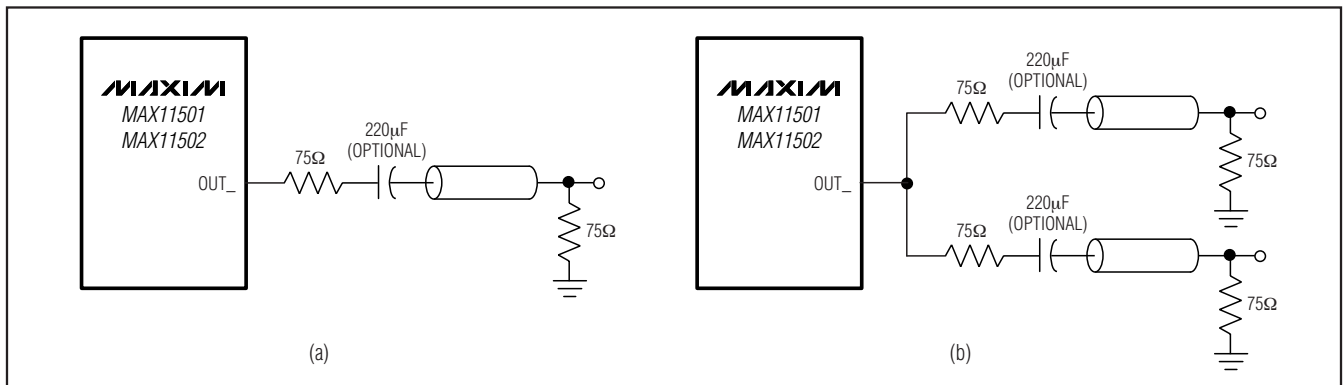 MAXIM
MAX11501
MAX11502
OUT_
75Ω
220µF
(OPTIONAL)
75Ω
(a)
MAXIM
MAX11501
MAX11502
OUT_
75Ω
220µF
(OPTIONAL)
75Ω
75Ω
220µF
(OPTIONAL)
75Ω
(b)